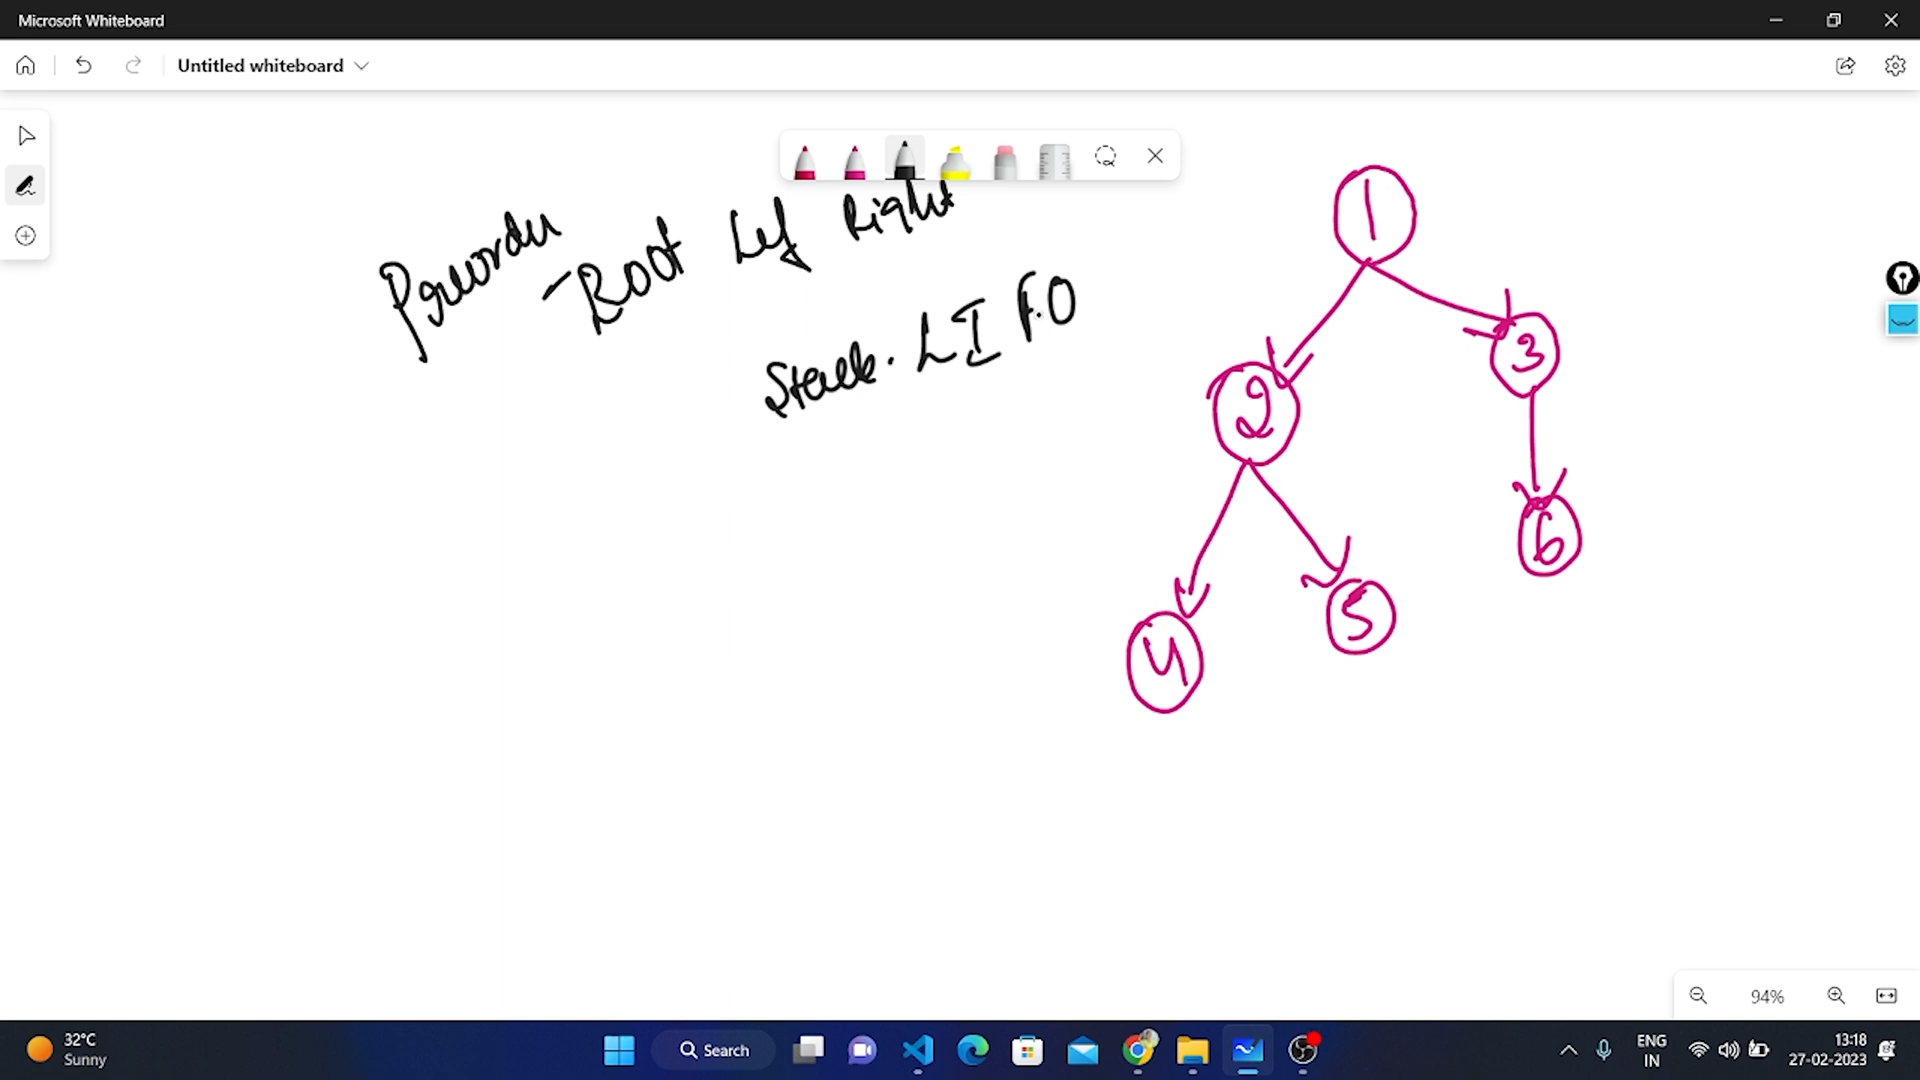 Microsoft Whiteboard
Untitled whiteboard
Preorder - Root Lef Right
Stack. LIFO
1
2
3
4
5
6
94%
32°C
Sunny
Search
ENG
IN
13:18
27-02-2023